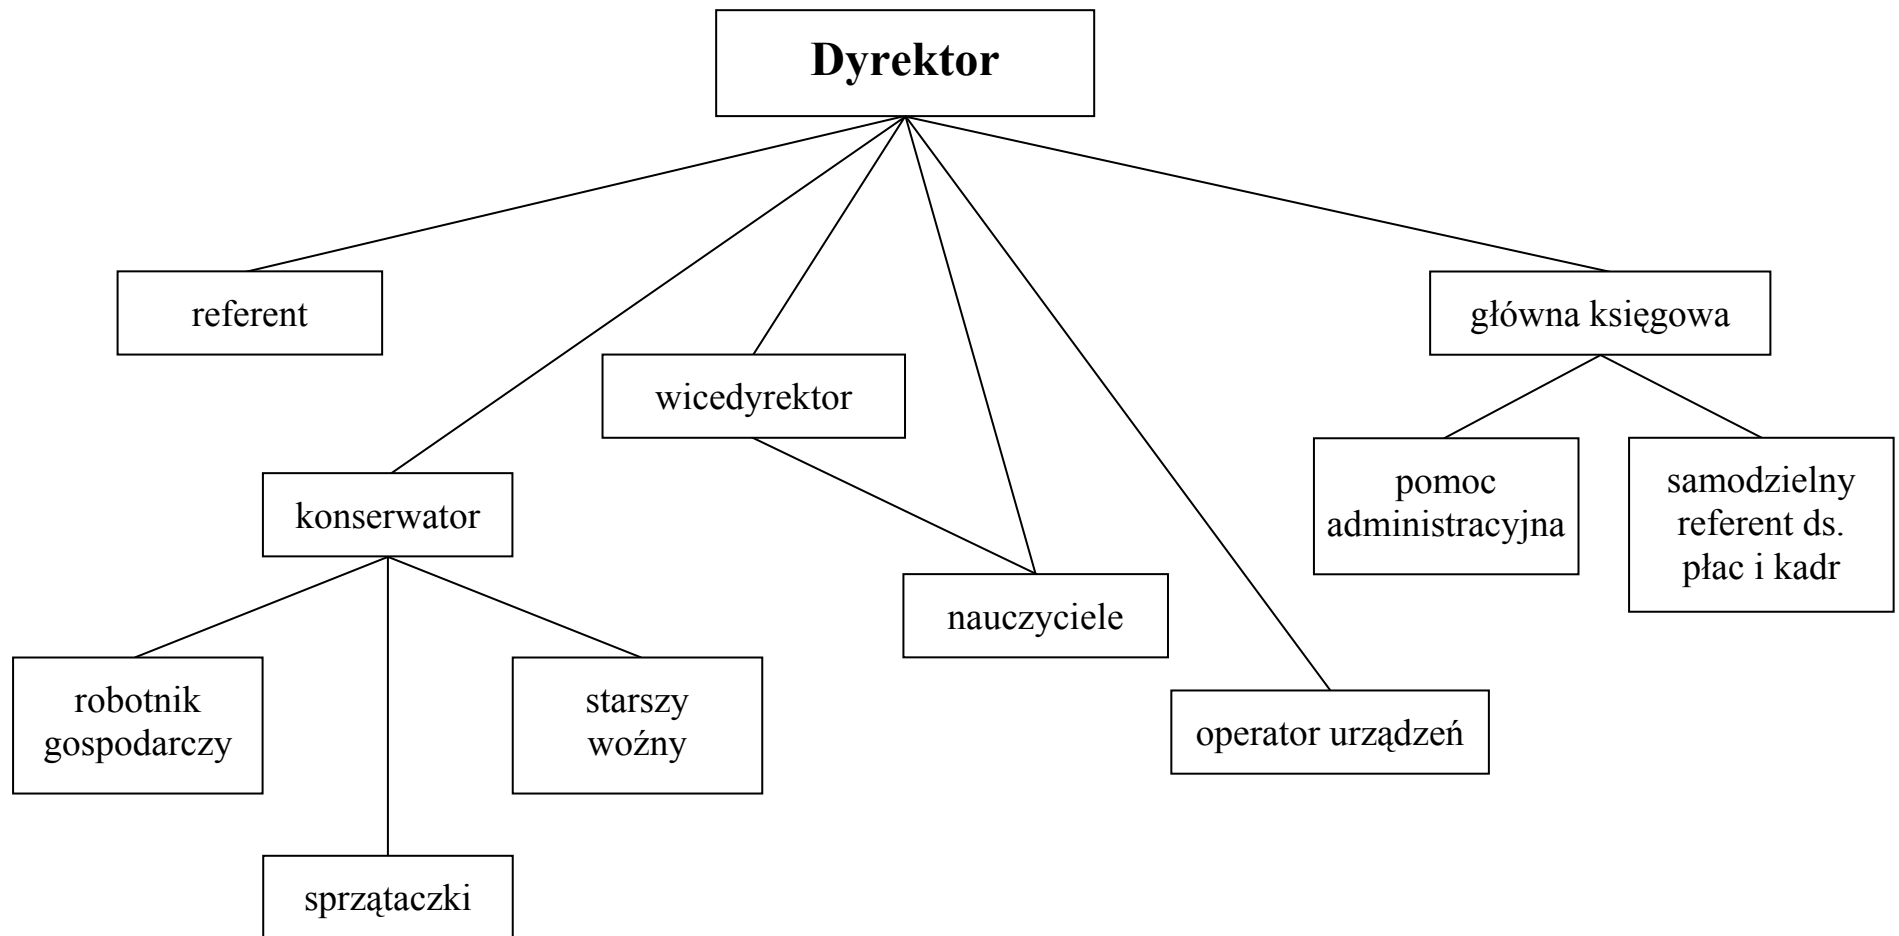 Dyrektor
referent
główna księgowa
wicedyrektor
pomoc
administracyjna
samodzielny
referent ds.
płac i kadr
konserwator
nauczyciele
robotnik
gospodarczy
starszy
woźny
operator urządzeń
sprzątaczki